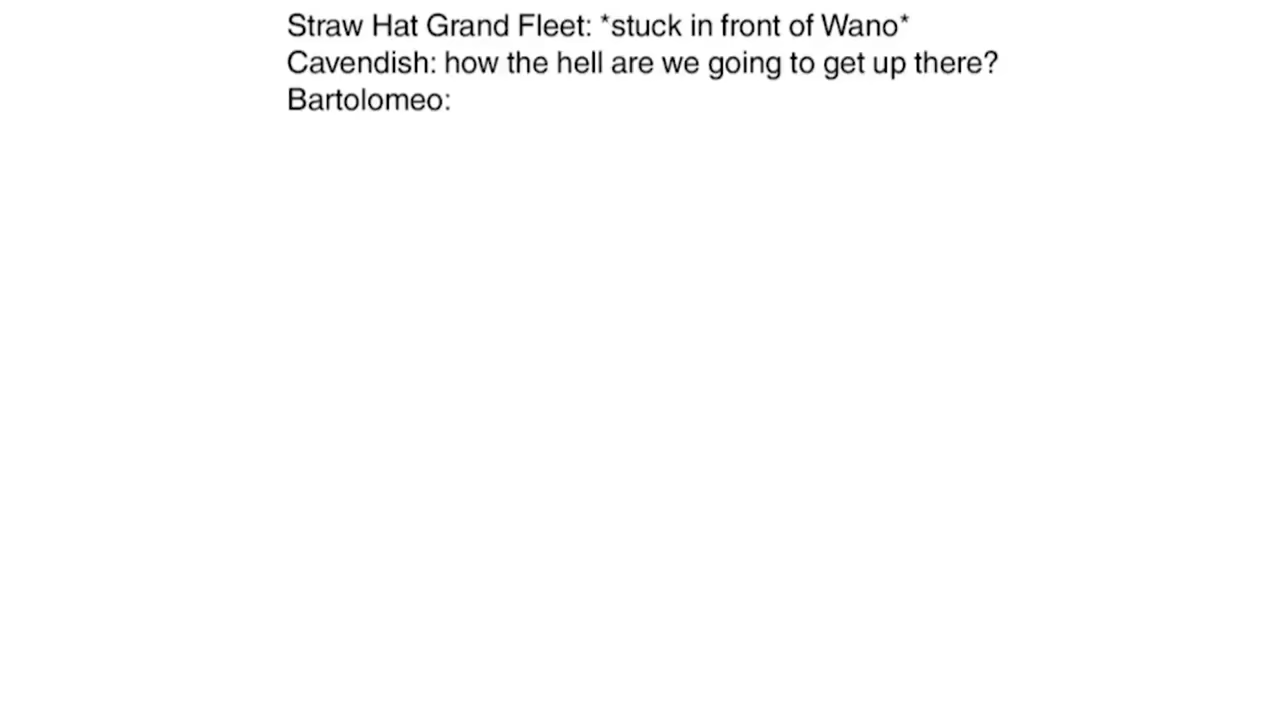 Straw Hat Grand Fleet: *stuck in front of Wano*
Cavendish: how the hell are we going to get up there?
Bartolomeo: